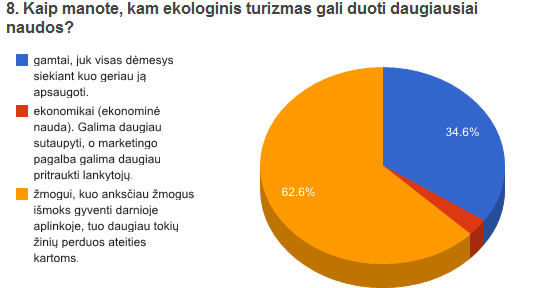 8. Kaip manote, kam ekologinis turizmas gali duoti daugiausiai
naudos?
gamtai, juk visas dėmesys
siekiant kuo geriau ją
apsaugoti.
ekonomikai (ekonominė
nauda). Galima daugiau
sutaupyti, o marketingo
pagalba galima daugiau
pritraukti lankytojų.
žmogui, kuo anksčiau žmogus
išmoks gyventi darnioje
aplinkoje, tuo daugiau tokių
žinių perduos ateities
kartoms.
34.6%
62.6%